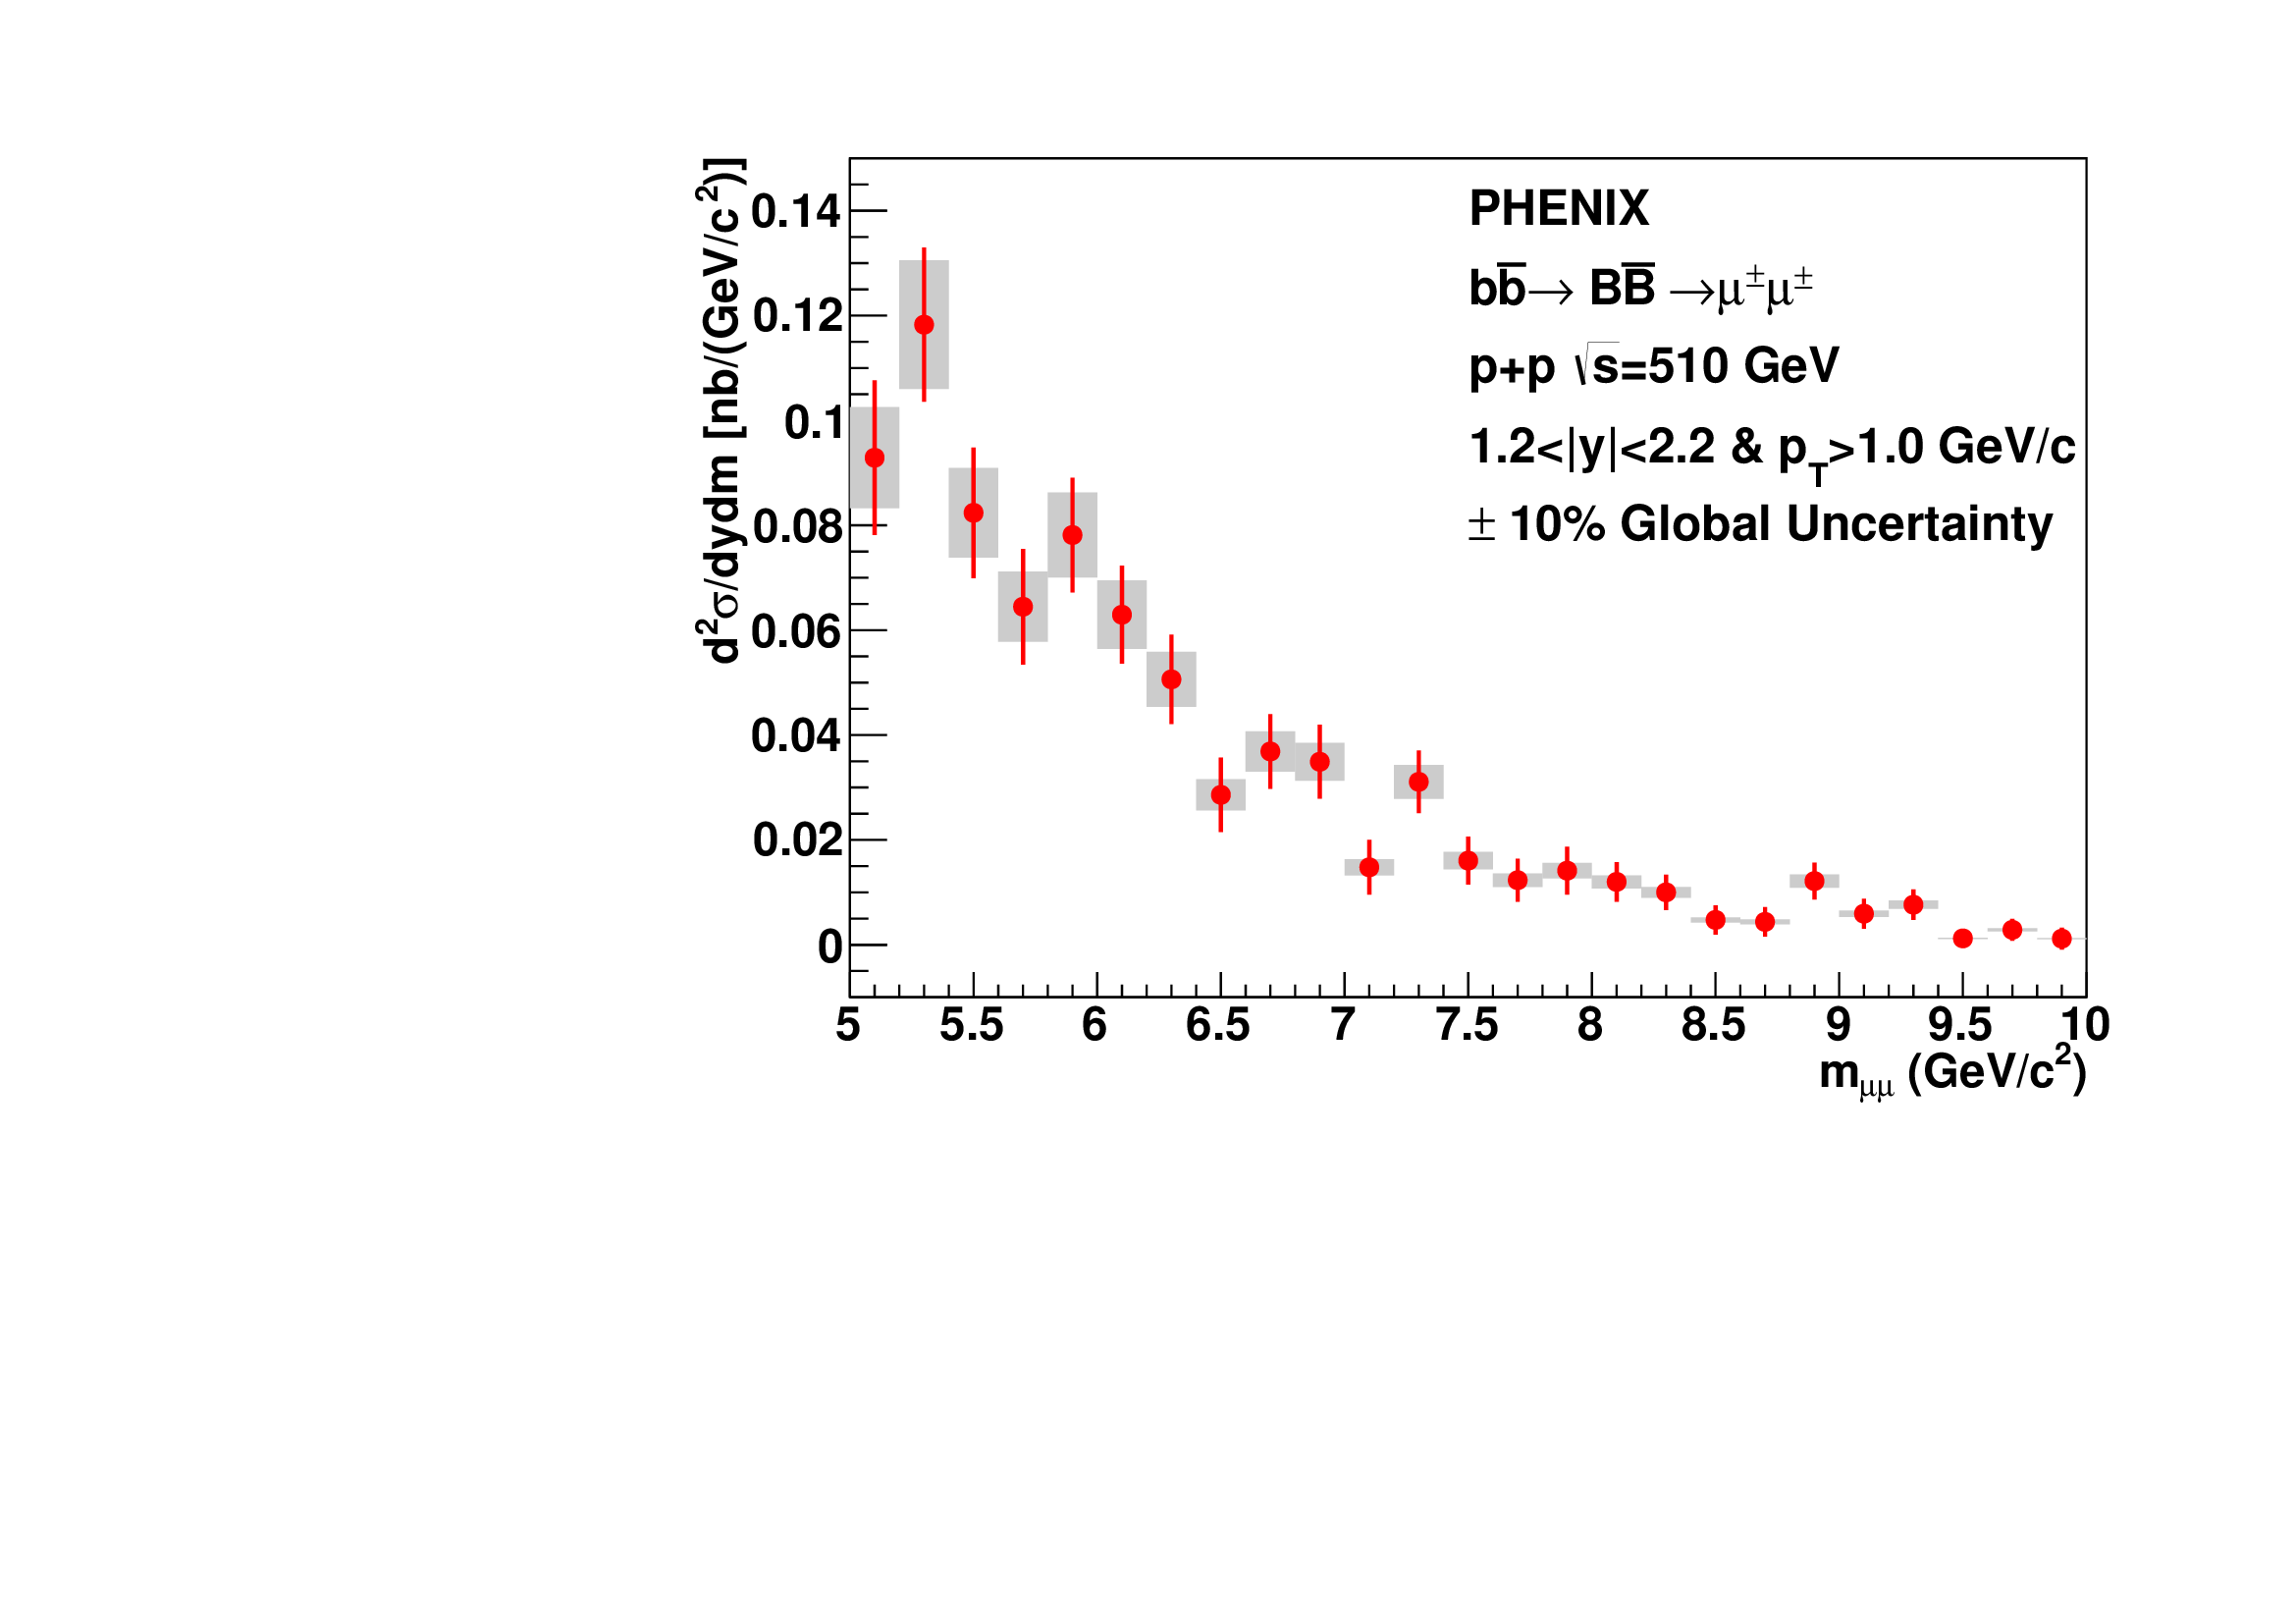 d²σ/dydm [nb/(GeV/c²)]
0.14
0.12
0.1
0.08
0.06
0.04
0.02
0
PHENIX
bb̅→ BB̅ →μ±μ±
p+p √s=510 GeV
1.2<|y|<2.2 & pT>1.0 GeV/c
± 10% Global Uncertainty
5 5.5 6 6.5 7 7.5 8 8.5 9 9.5 10
mμμ (GeV/c²)